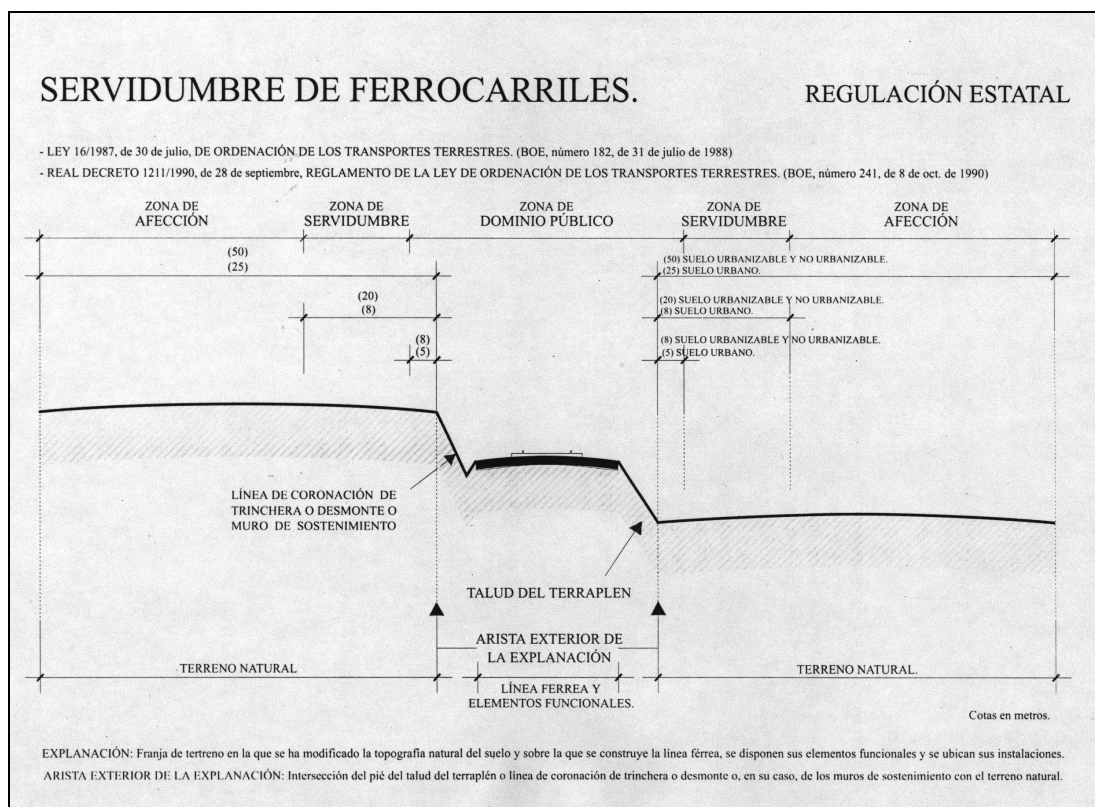 SERVIDUMBRE DE FERROCARRILES.
REGULACIÓN ESTATAL
- LEY 16/1987, de 30 de julio, DE ORDENACIÓN DE LOS TRANSPORTES TERRESTRES. (BOE, número 182, de 31 de julio de 1988)
- REAL DECRETO 1211/1990, de 28 de septiembre, REGLAMENTO DE LA LEY DE ORDENACIÓN DE LOS TRANSPORTES TERRESTRES. (BOE, número 241, de 8 de oct. de 1990)
ZONA DE
AFECCIÓN
ZONA DE
SERVIDUMBRE
ZONA DE
DOMINIO PÚBLICO
ZONA DE
SERVIDUMBRE
ZONA DE
AFECCIÓN
(50)
(25)
(50) SUELO URBANIZABLE Y NO URBANIZABLE.
(25) SUELO URBANO.
(20)
(8)
(20) SUELO URBANIZABLE Y NO URBANIZABLE.
(8) SUELO URBANO.
(8)
(5)
(8) SUELO URBANIZABLE Y NO URBANIZABLE.
(5) SUELO URBANO.
LÍNEA DE CORONACIÓN DE
TRINCHERA O DESMONTE O
MURO DE SOSTENIMIENTO
TALUD DEL TERRAPLEN
ARISTA EXTERIOR DE
LA EXPLANACIÓN
TERRENO NATURAL
TERRENO NATURAL.
LÍNEA FERREA Y
ELEMENTOS FUNCIONALES.
Cotas en metros.
EXPLANACIÓN: Franja de tertreno en la que se ha modificado la topografía natural del suelo y sobre la que se construye la línea férrea, se disponen sus elementos funcionales y se ubican sus instalaciones.
ARISTA EXTERIOR DE LA EXPLANACIÓN: Intersección del pié del talud del terraplén o línea de coronación de trinchera o desmonte o, en su caso, de los muros de sostenimiento con el terreno natural.